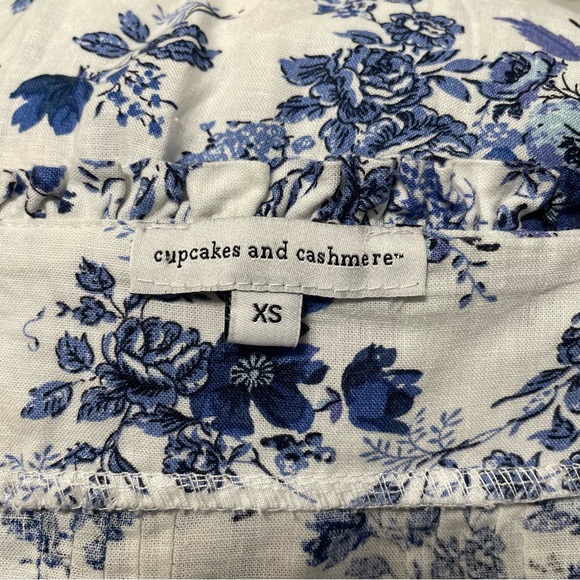 cupcakes and cashmere™
XS